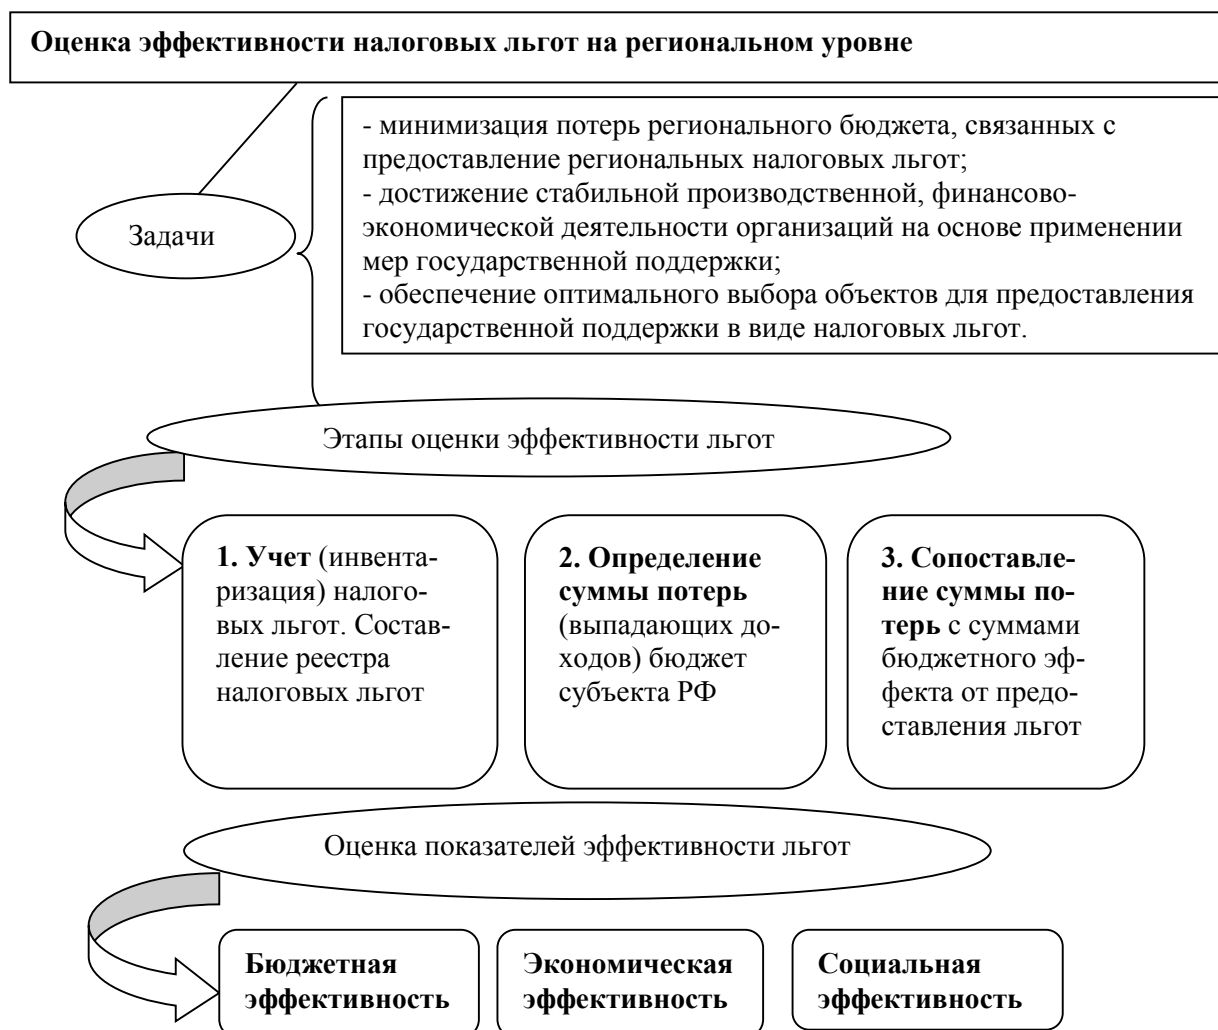 Оценка эффективности налоговых льгот на региональном уровне
- минимизация потерь регионального бюджета, связанных с
предоставление региональных налоговых льгот;
- достижение стабильной производственной, финансово-
экономической деятельности организаций на основе применении
мер государственной поддержки;
- обеспечение оптимального выбора объектов для предоставления
государственной поддержки в виде налоговых льгот.
Задачи
Этапы оценки эффективности льгот
1. Учет (инвента-
ризация) налого-
вых льгот. Состав-
ление реестра
налоговых льгот
2. Определение
суммы потерь
(выпадающих до-
ходов) бюджет
субъекта РФ
3. Сопоставле-
ние суммы по-
терь с суммами
бюджетного эф-
фекта от предо-
ставления льгот
Оценка показателей эффективности льгот
Бюджетная
эффективность
Экономическая
эффективность
Социальная
эффективность